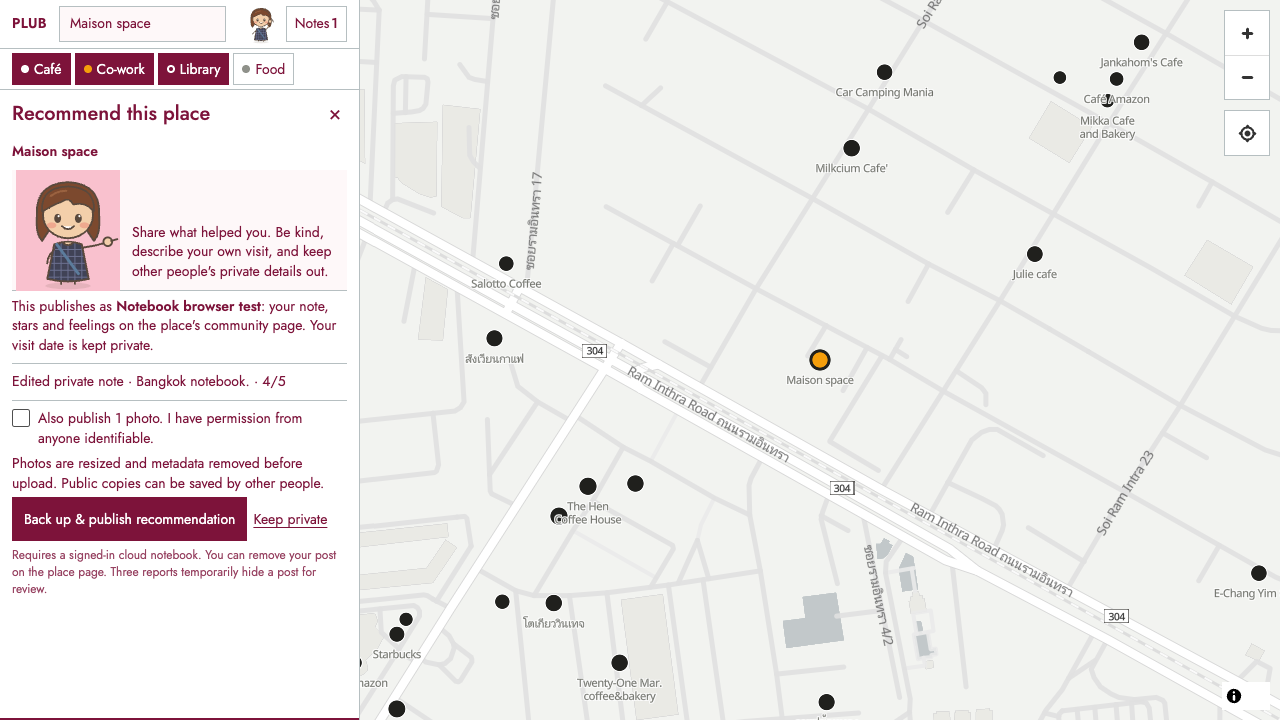 PLUB
Maison space
Notes 1
Café
Co-work
Library
Food
Recommend this place
Maison space
Share what helped you. Be kind,
describe your own visit, and keep
other people's private details out.
This publishes as Notebook browser test: your note,
stars and feelings on the place's community page. Your
visit date is kept private.
Edited private note · Bangkok notebook. · 4/5
Also publish 1 photo. I have permission from
anyone identifiable.
Photos are resized and metadata removed before
upload. Public copies can be saved by other people.
Back up & publish recommendation
Keep private
Requires a signed-in cloud notebook. You can remove your post
on the place page. Three reports temporarily hide a post for
review.
Jankahom's Cafe
Car Camping Mania
Café Amazon
Mikka Cafe
and Bakery
Milkcium Cafe'
ซอยรามอินทรา 17
Salotto Coffee
Julie cafe
สังเวียนกาแฟ
304
Maison space
Ram Inthra Road ถนนรามอินทรา
304
Soi Ram Intra 23
The Hen
Coffee House
Ram Inthra Road ถนนรามอินทรา
ซอยรามอินทรา 4/2
E-Chang Yim
304
โตเกียววินเทจ
Starbucks
Twenty-One Mar.
coffee&bakery